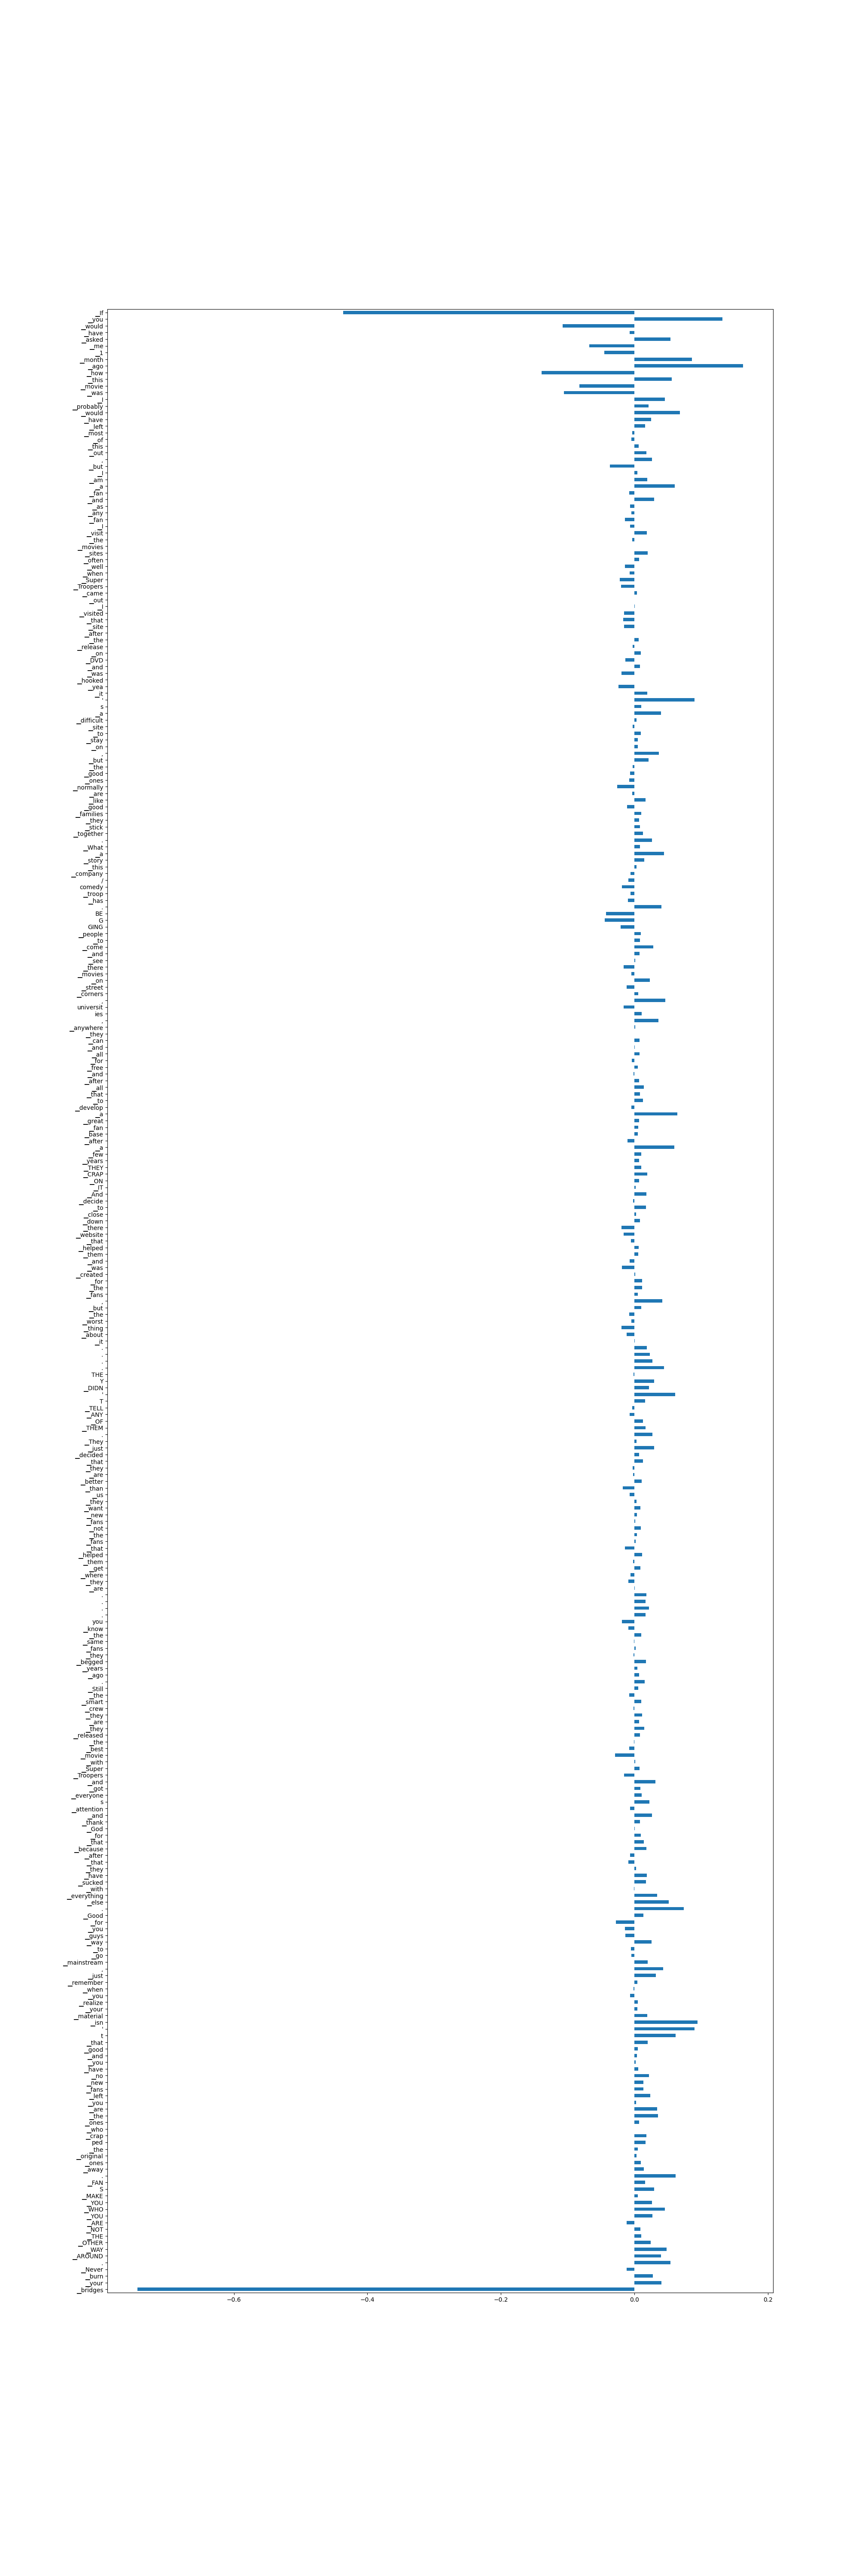 _If
_you
_would
_have
_asked
_me
_1
_month
_ago
_how
_this
_movie
_was
_I
_probably
_would
_have
_left
_most
_of
_this
_out
,
_but
_I
_am
_a
_fan
_and
_as
_any
_fan
_I
_visit
_the
_movies
_sites
_often
_well
_when
_Super
_Troopers
_came
_out
_I
_visited
_that
_site
_after
_the
_release
_on
_DVD
_and
_was
_hooked
_yea
_it
'
s
_a
_difficult
_site
_to
_stay
_on
,
_but
_the
_good
_ones
_normally
_are
_like
_good
_families
_they
_stick
_together
.
_What
_a
_story
_this
_company
/
comedy
_troop
_has
,
BE
G
GING
_people
_to
_come
_and
_see
_there
_movies
_on
_street
_corners
,
universit
ies
,
_anywhere
_they
_can
_and
_all
_for
_free
_and
_after
_all
_that
_to
_develop
_a
_great
_fan
_base
_after
_a
_few
_years
_THEY
_CRAP
_ON
_IT
_And
_decide
_to
_close
_down
_there
_website
_that
_helped
_them
_and
_was
_created
_for
_the
_fans
,
_but
_the
_worst
_thing
_about
_it
.
.
.
.
THE
Y
_DIDN
'
T
_TELL
_ANY
_OF
_THEM
.
_They
_just
_decided
_that
_they
_are
_better
_than
_us
_they
_want
_new
_fans
_not
_the
_fans
_that
_helped
_them
_get
_where
_they
_are
.
.
.
.
you
_know
_the
_same
_fans
_they
_begged
_years
_ago
.
_Still
_the
_smart
_crew
_they
_are
_they
_released
_the
_best
_movie
_with
_Super
_Troopers
_and
_got
_everyone
s
_attention
_and
_thank
_God
_for
_that
_because
_after
_that
_they
_have
_sucked
_with
_everything
_else
.
_Good
_for
_you
_guys
_way
_to
_go
_mainstream
,
_just
_remember
_when
_you
_realize
_your
_material
_isn
'
t
_that
_good
_and
_you
_have
_no
_new
_fans
_left
_you
_are
_the
_ones
_who
_crap
ped
_the
_original
_ones
_away
.
_FAN
S
_MAKE
_YOU
_WHO
_YOU
_ARE
_NOT
_THE
_OTHER
_WAY
_AROUND
.
_Never
_burn
_your
_bridges
−0.6
−0.4
−0.2
0.0
0.2